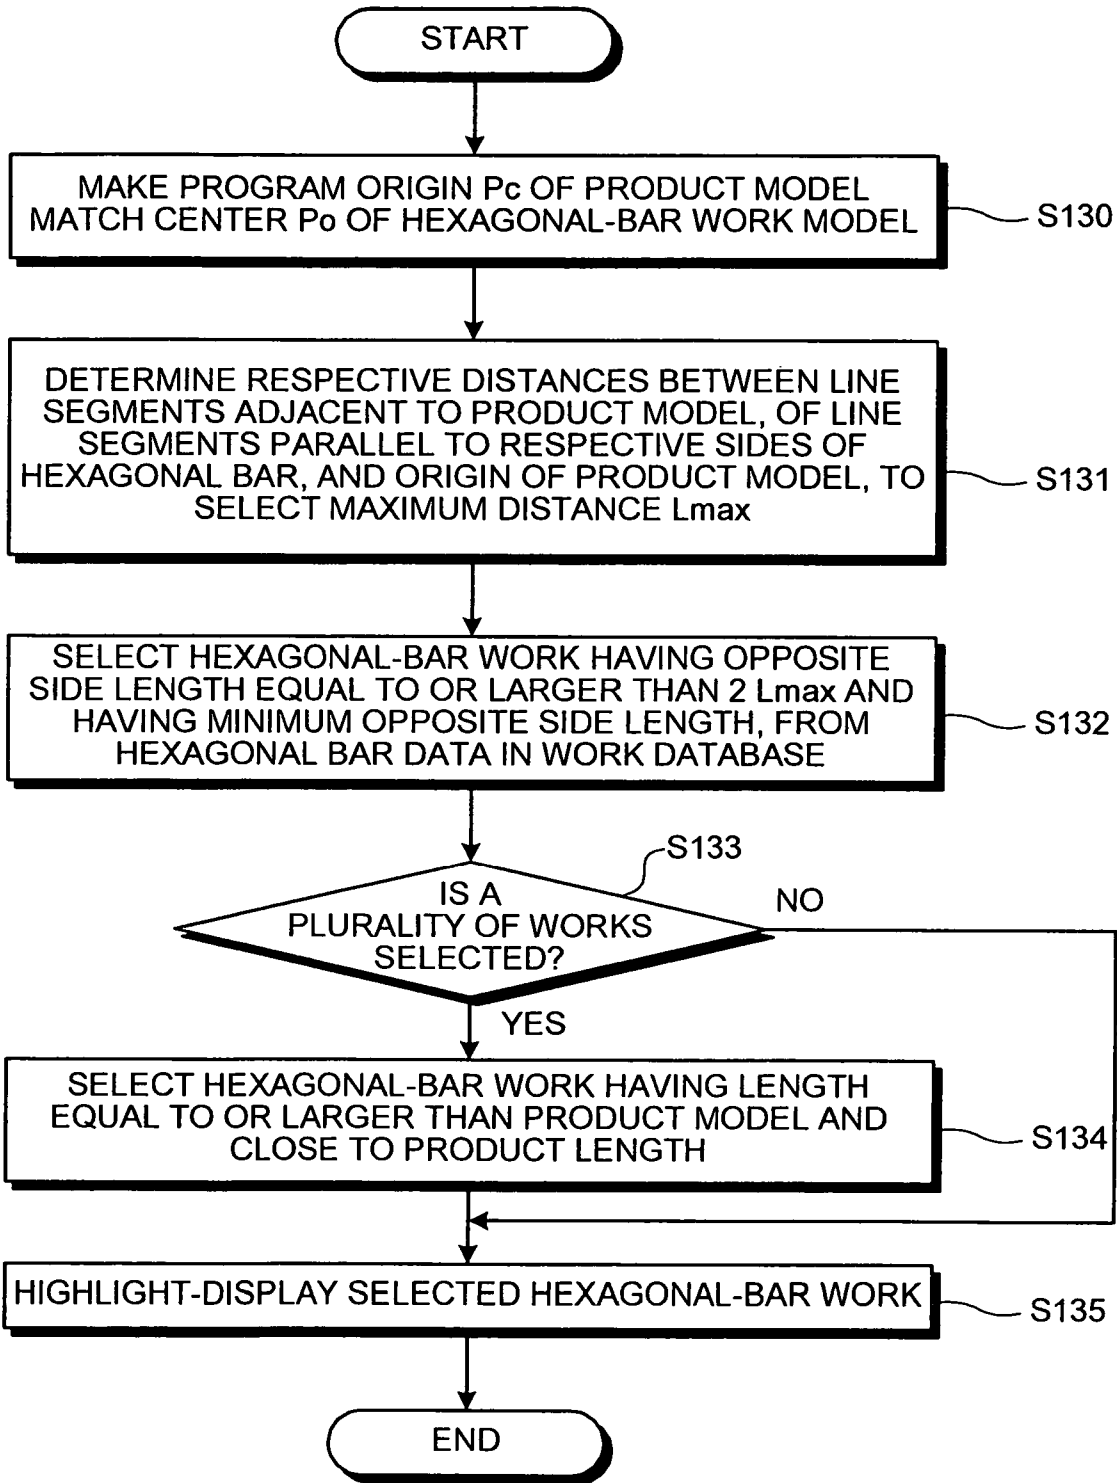 START
MAKE PROGRAM ORIGIN Pc OF PRODUCT MODEL
MATCH CENTER Po OF HEXAGONAL-BAR WORK MODEL
S130
DETERMINE RESPECTIVE DISTANCES BETWEEN LINE
SEGMENTS ADJACENT TO PRODUCT MODEL, OF LINE
SEGMENTS PARALLEL TO RESPECTIVE SIDES OF
HEXAGONAL BAR, AND ORIGIN OF PRODUCT MODEL, TO
SELECT MAXIMUM DISTANCE Lmax
S131
SELECT HEXAGONAL-BAR WORK HAVING OPPOSITE
SIDE LENGTH EQUAL TO OR LARGER THAN 2 Lmax AND
HAVING MINIMUM OPPOSITE SIDE LENGTH, FROM
HEXAGONAL BAR DATA IN WORK DATABASE
S132
S133
IS A
PLURALITY OF WORKS
SELECTED?
NO
YES
SELECT HEXAGONAL-BAR WORK HAVING LENGTH
EQUAL TO OR LARGER THAN PRODUCT MODEL AND
CLOSE TO PRODUCT LENGTH
S134
HIGHLIGHT-DISPLAY SELECTED HEXAGONAL-BAR WORK
S135
END